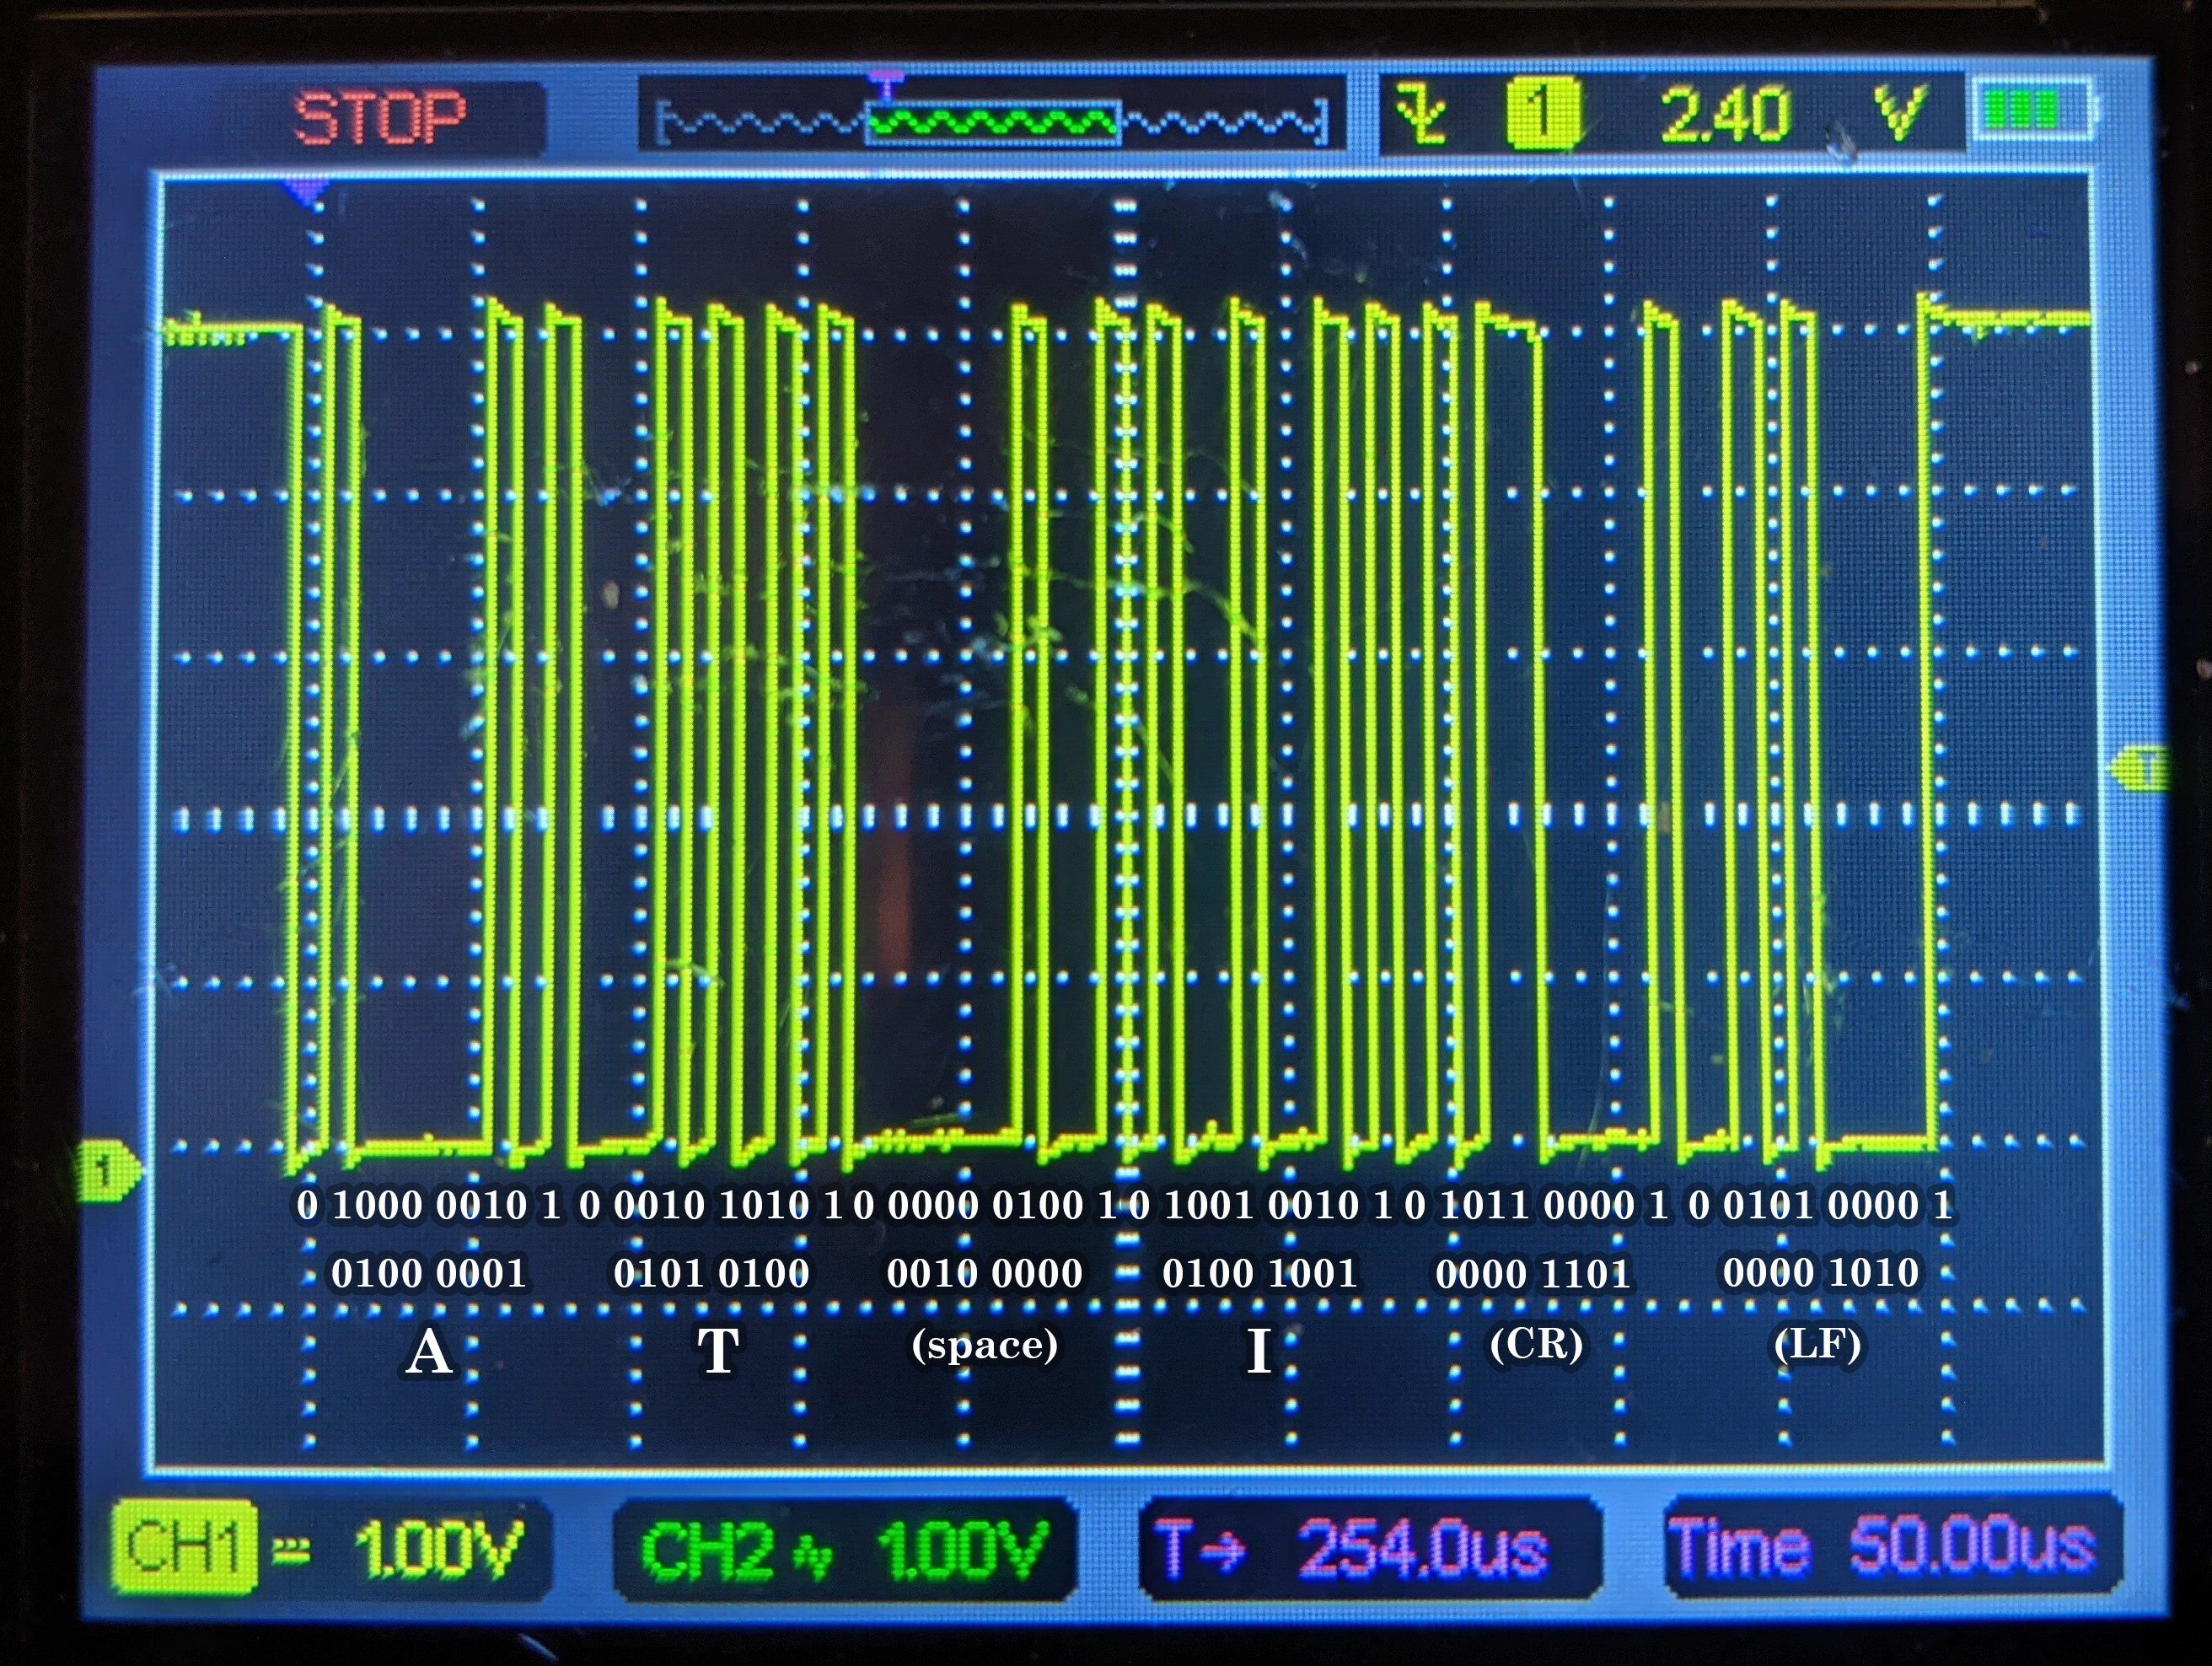 STOP 1 2.40 V
T
1
0 1000 0010 1 0 0010 1010 1 0 0000 0100 1 0 1001 0010 1 0 1011 0000 1 0 0101 0000 1
0100 0001 0101 0100 0010 0000 0100 1001 0000 1101 0000 1010
A T (space) I (CR) (LF)
CH1 1.00V CH2 1.00V T→ 254.0us Time 50.00us